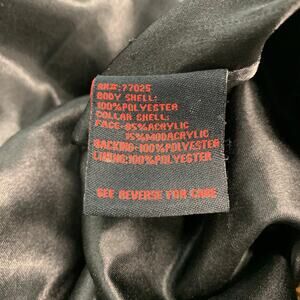 RN#:77025
BODY SHELL:
100%POLYESTER
COLLAR SHELL:
FACE-85%ACRYLIC
15%MODACRYLIC
BACKING-100%POLYESTER
LINING:100%POLYESTER
SEE REVERSE FOR CARE